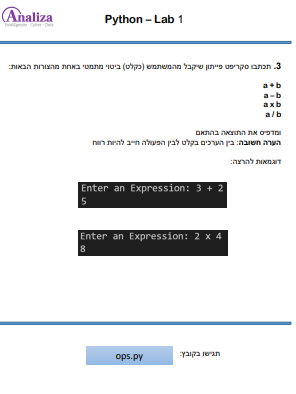 Analiza
Intelligence · Cyber · Data
Python – Lab 1
3. תכתבו סקריפט פייתון שיקבל מהמשתמש (כקלט) ביטוי מתמטי באחת מהצורות הבאות:
a + b
a – b
a x b
a / b
ומדפיס את התוצאה בהתאם
הערה חשובה: בין הערכים בקלט לבין הפעולה חייב להיות רווח
דוגמאות להרצה:
Enter an Expression: 3 + 2
5
Enter an Expression: 2 x 4
8
תגישו בקובץ:
ops.py